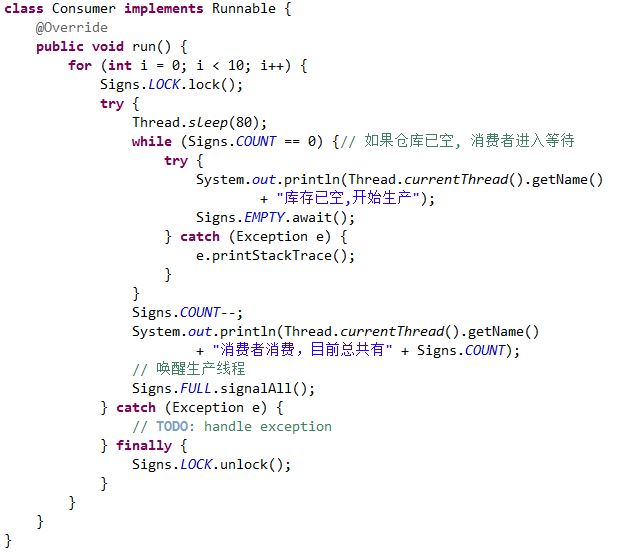 class Consumer implements Runnable {
    @Override
    public void run() {
        for (int i = 0; i < 10; i++) {
            Signs.LOCK.lock();
            try {
                Thread.sleep(80);
                while (Signs.COUNT == 0) {// 如果仓库已空, 消费者进入等待
                    try {
                        System.out.println(Thread.currentThread().getName()
                                + "库存已空,开始生产");
                        Signs.EMPTY.await();
                    } catch (Exception e) {
                        e.printStackTrace();
                    }
                }
                Signs.COUNT--;
                System.out.println(Thread.currentThread().getName()
                        + "消费者消费，目前总共有" + Signs.COUNT);
                // 唤醒生产线程
                Signs.FULL.signalAll();
            } catch (Exception e) {
                // TODO: handle exception
            } finally {
                Signs.LOCK.unlock();
            }
        }
    }
}